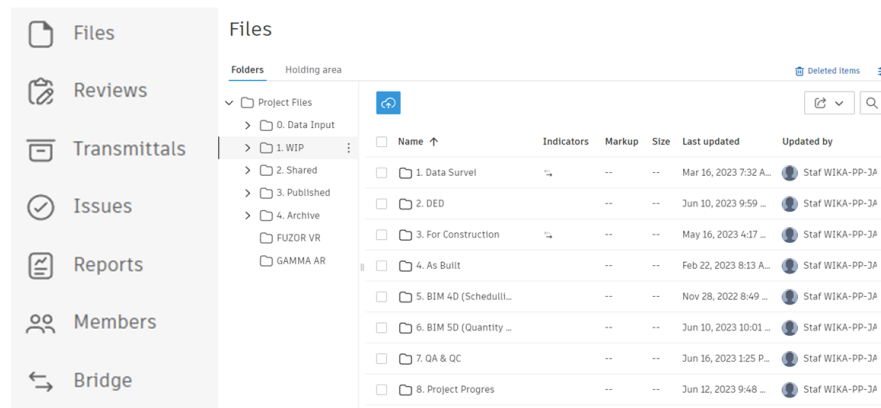 Files
Reviews
Transmittals
Issues
Reports
Members
Bridge
Files
Folders Holding area Deleted items
Project Files
0. Data Input
1. WIP
2. Shared
3. Published
4. Archive
FUZOR VR
GAMMA AR
Name ↑ Indicators Markup Size Last updated Updated by
1. Data Survei -- -- Mar 16, 2023 7:32 A... Staf WIKA-PP-JA
2. DED -- -- Jun 10, 2023 9:59 ... Staf WIKA-PP-JA
3. For Construction -- -- May 16, 2023 4:17 ... Staf WIKA-PP-JA
4. As Built -- -- Feb 22, 2023 8:13 A... Staf WIKA-PP-JA
5. BIM 4D (Schedulli... -- -- Nov 28, 2022 8:49 ... Staf WIKA-PP-JA
6. BIM 5D (Quantity ... -- -- Jun 10, 2023 10:01 ... Staf WIKA-PP-JA
7. QA & QC -- -- Jun 16, 2023 1:25 P... Staf WIKA-PP-JA
8. Project Progres -- -- Jun 12, 2023 9:48 ... Staf WIKA-PP-JA